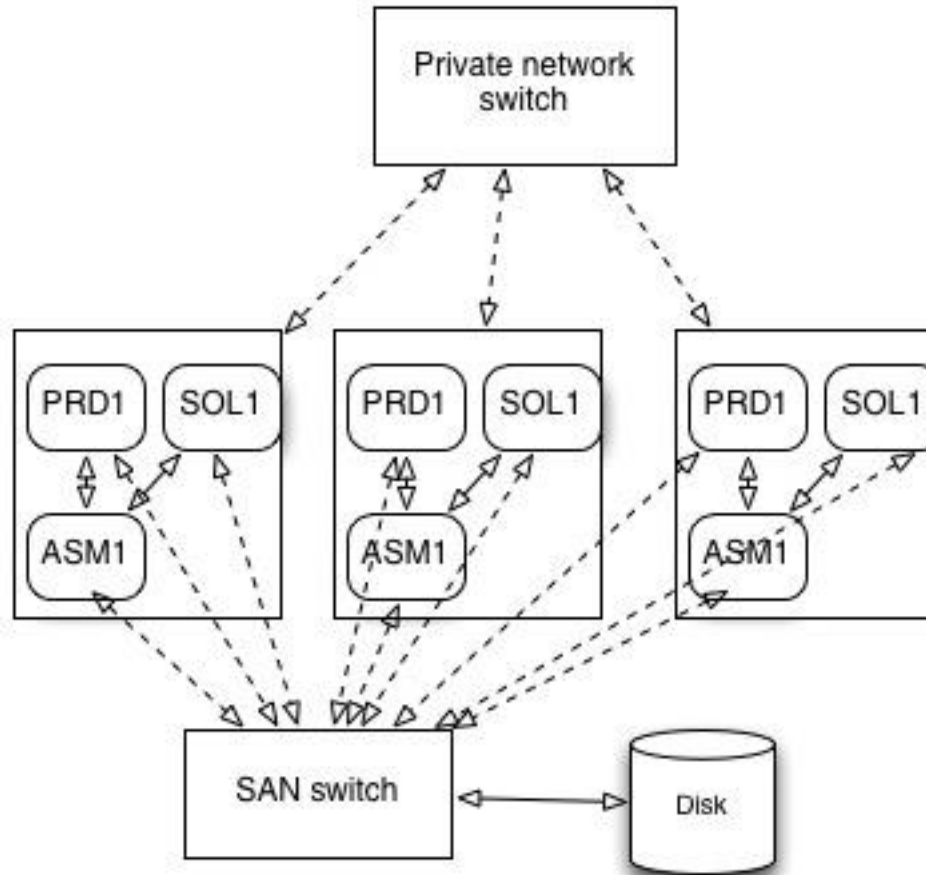 Private network
switch
PRD1
SOL1
PRD1
SOL1
PRD1
SOL1
ASM1
ASM1
ASM1
SAN switch
Disk